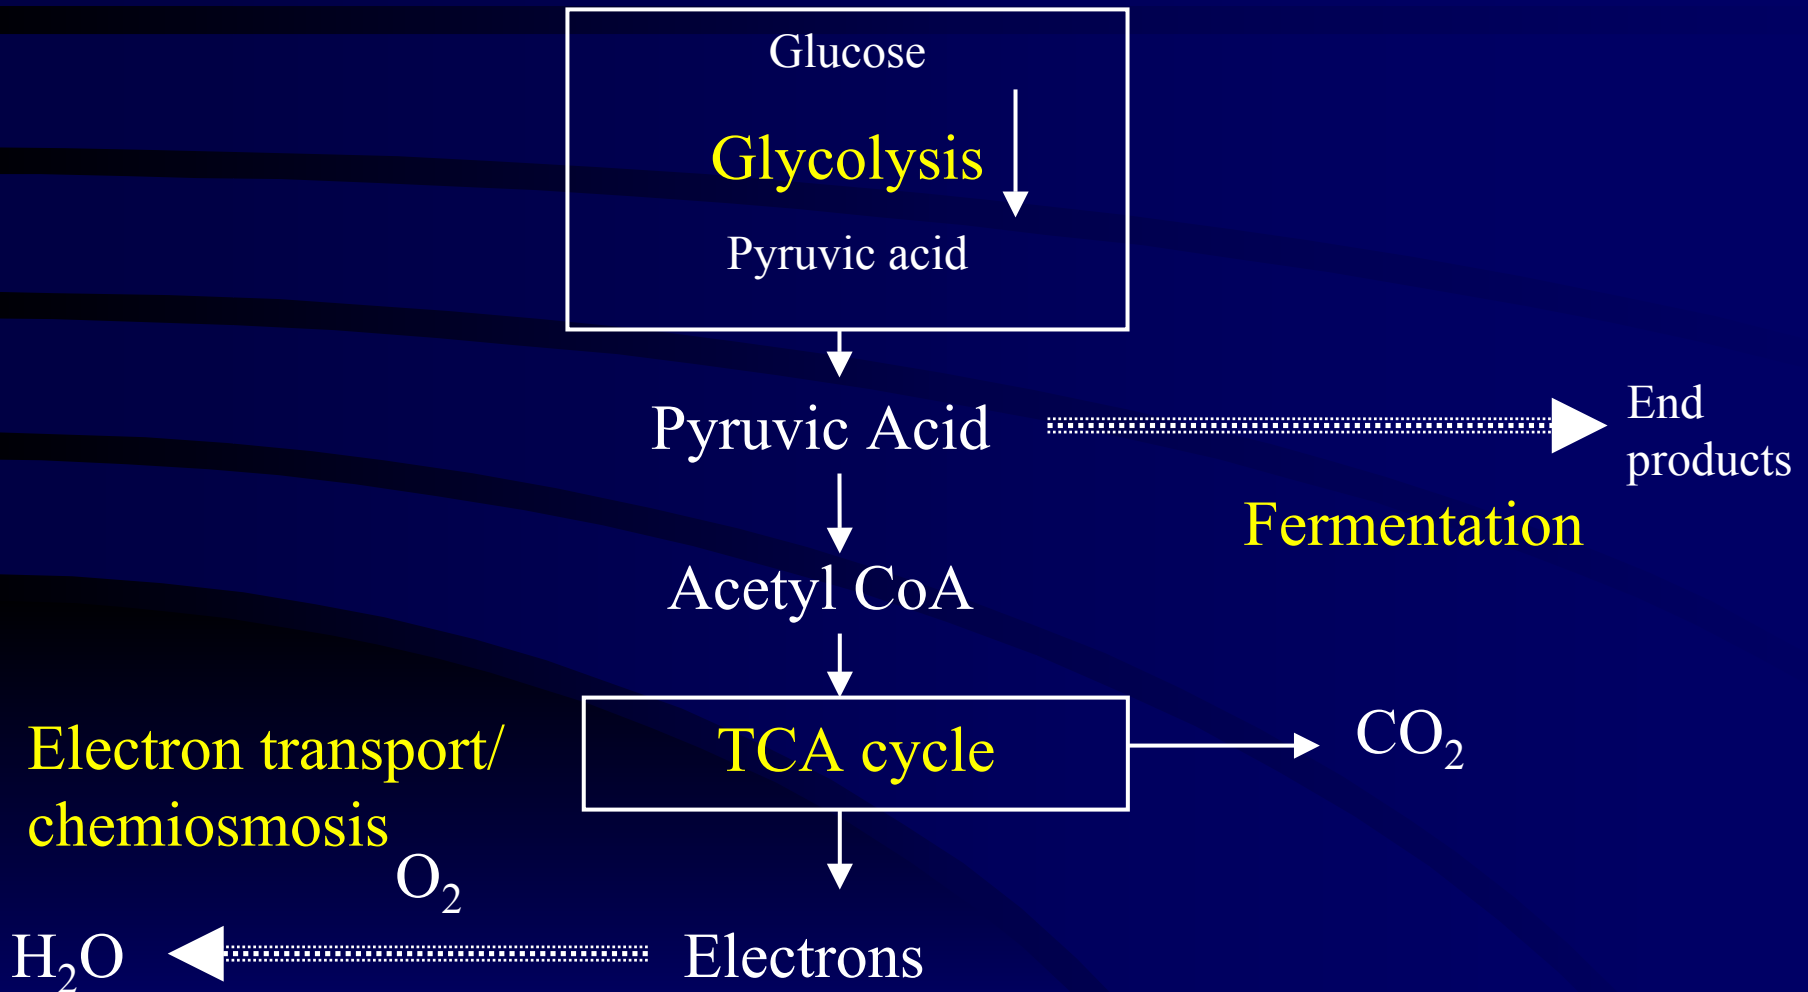 Glucose
Glycolysis
Pyruvic acid
Pyruvic Acid
End
products
Fermentation
Acetyl CoA
TCA cycle
CO₂
Electron transport/
chemiosmosis
O₂
H₂O
Electrons